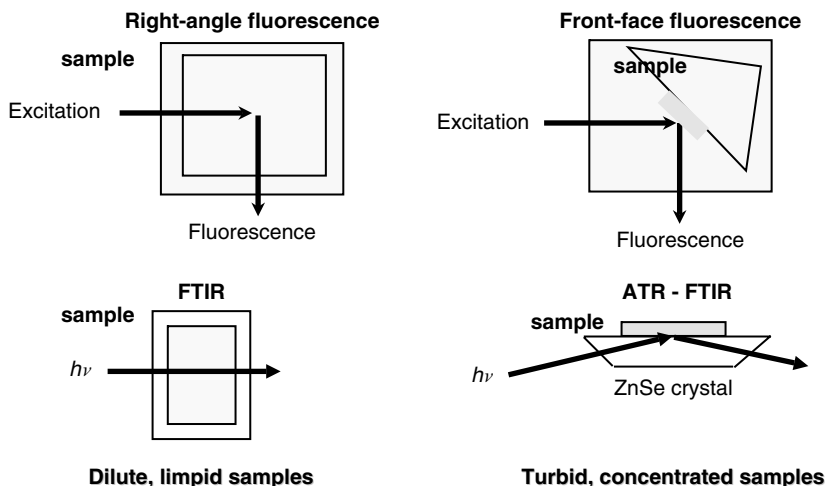 Right-angle fluorescence
sample
Excitation
Fluorescence
Front-face fluorescence
sample
Excitation
Fluorescence
FTIR
sample
hν
ATR - FTIR
sample
hν
ZnSe crystal
Dilute, limpid samples
Turbid, concentrated samples